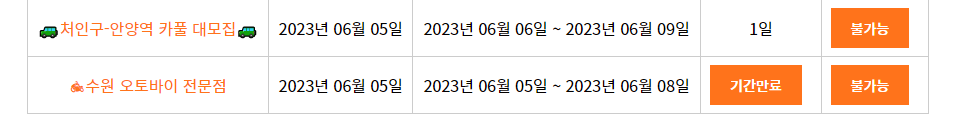 🚙처인구-안양역 카풀 대모집🚙 2023년 06월 05일 2023년 06월 06일 ~ 2023년 06월 09일 1일 불가능
🏍수원 오토바이 전문점 2023년 06월 05일 2023년 06월 05일 ~ 2023년 06월 08일 기간만료 불가능